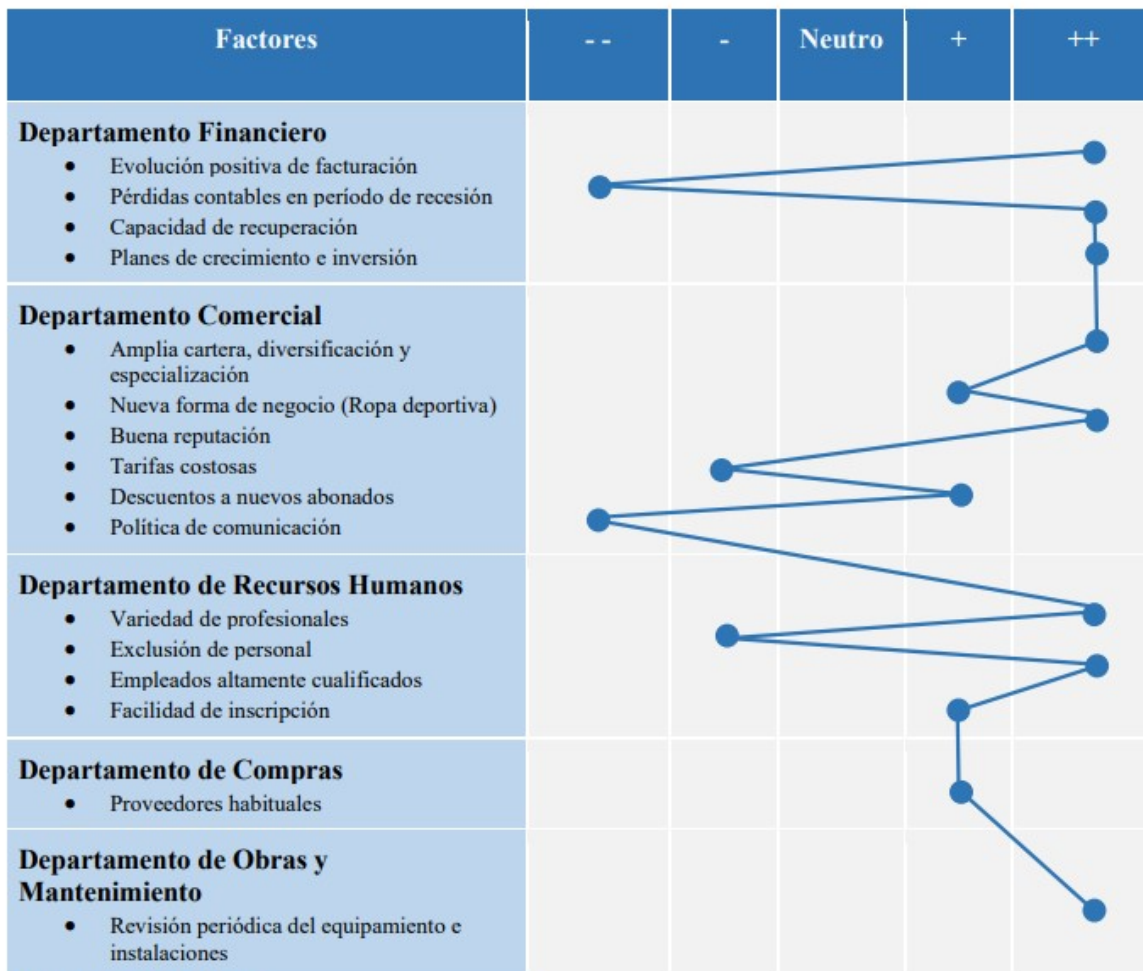 Factores
- -
-
Neutro
+
++
Departamento Financiero
● Evolución positiva de facturación
● Pérdidas contables en período de recesión
● Capacidad de recuperación
● Planes de crecimiento e inversión
Departamento Comercial
● Amplia cartera, diversificación y
especialización
● Nueva forma de negocio (Ropa deportiva)
● Buena reputación
● Tarifas costosas
● Descuentos a nuevos abonados
● Política de comunicación
Departamento de Recursos Humanos
● Variedad de profesionales
● Exclusión de personal
● Empleados altamente cualificados
● Facilidad de inscripción
Departamento de Compras
● Proveedores habituales
Departamento de Obras y
Mantenimiento
● Revisión periódica del equipamiento e
instalaciones